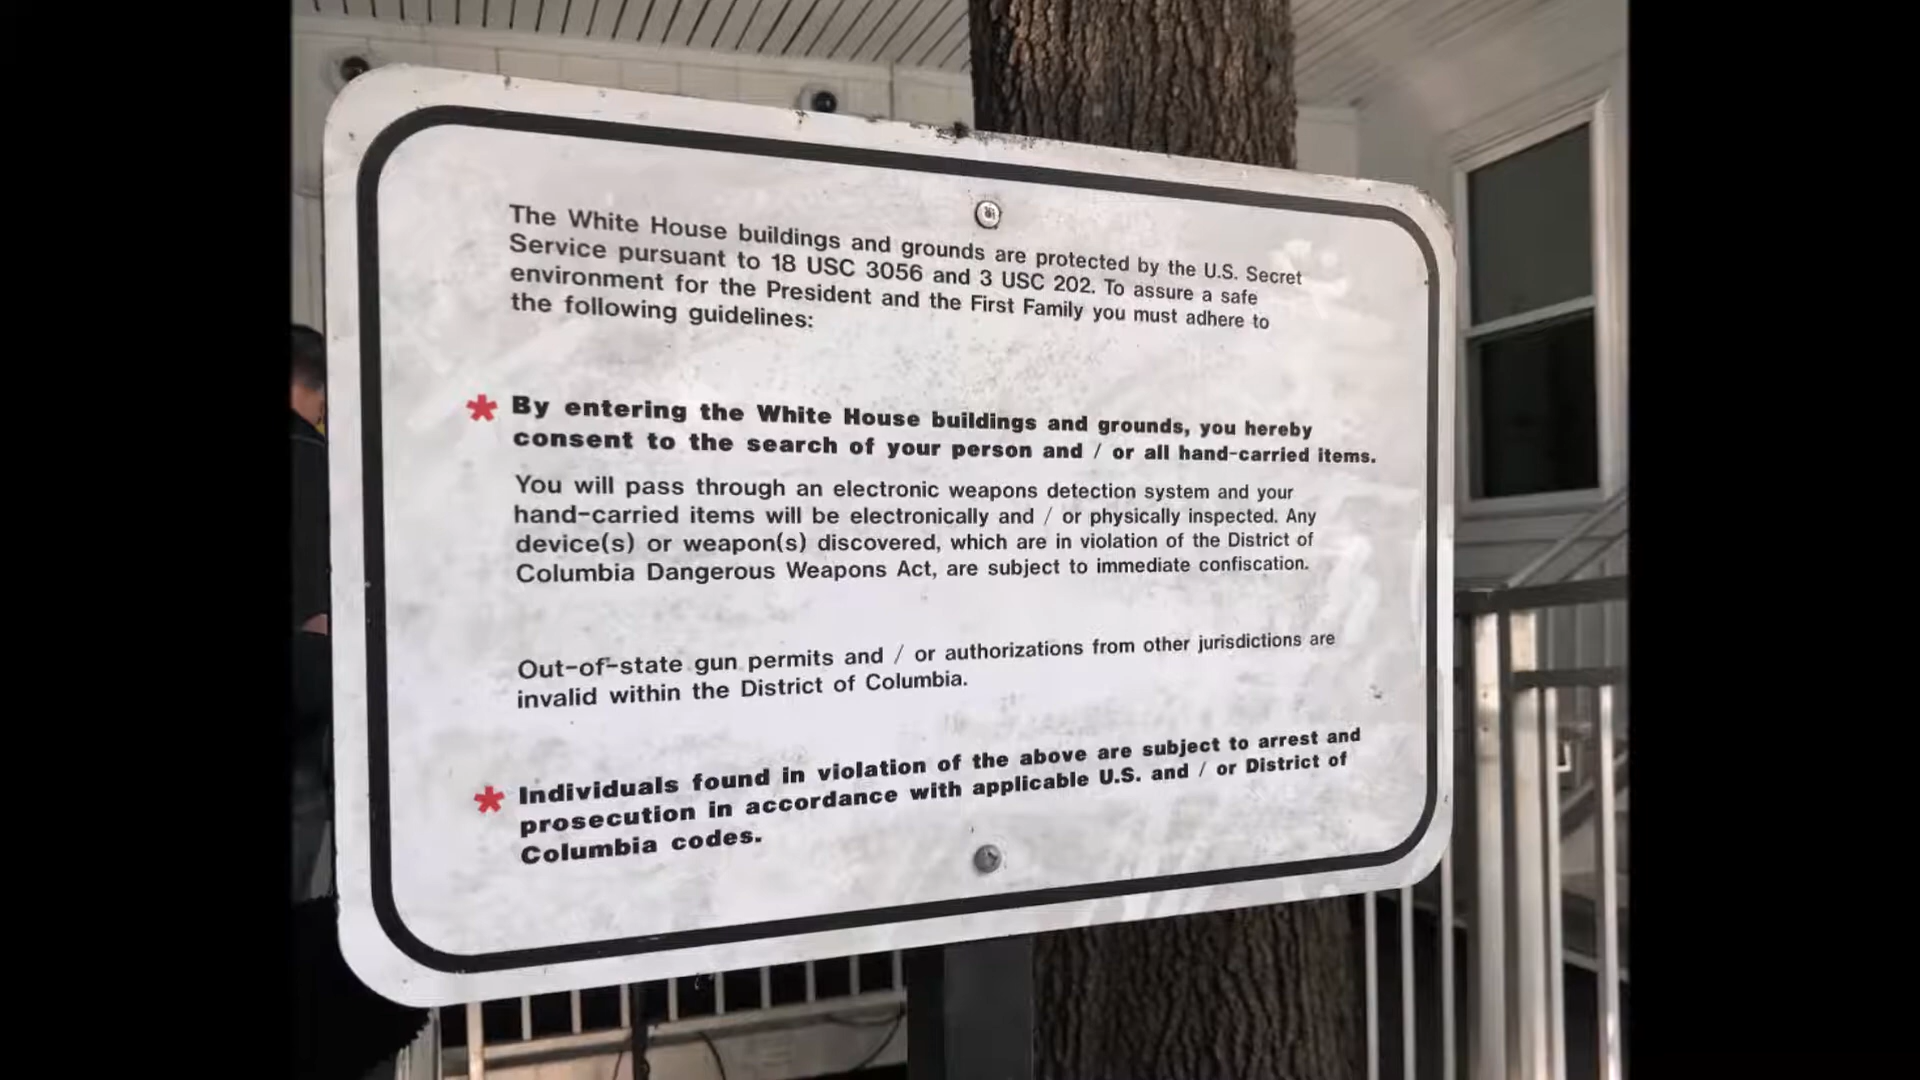 The White House buildings and grounds are protected by the U.S. Secret
Service pursuant to 18 USC 3056 and 3 USC 202. To assure a safe
environment for the President and the First Family you must adhere to
the following guidelines:
* By entering the White House buildings and grounds, you hereby
consent to the search of your person and / or all hand-carried items.
You will pass through an electronic weapons detection system and your
hand-carried items will be electronically and / or physically inspected. Any
device(s) or weapon(s) discovered, which are in violation of the District of
Columbia Dangerous Weapons Act, are subject to immediate confiscation.
Out-of-state gun permits and / or authorizations from other jurisdictions are
invalid within the District of Columbia.
* Individuals found in violation of the above are subject to arrest and
prosecution in accordance with applicable U.S. and / or District of
Columbia codes.